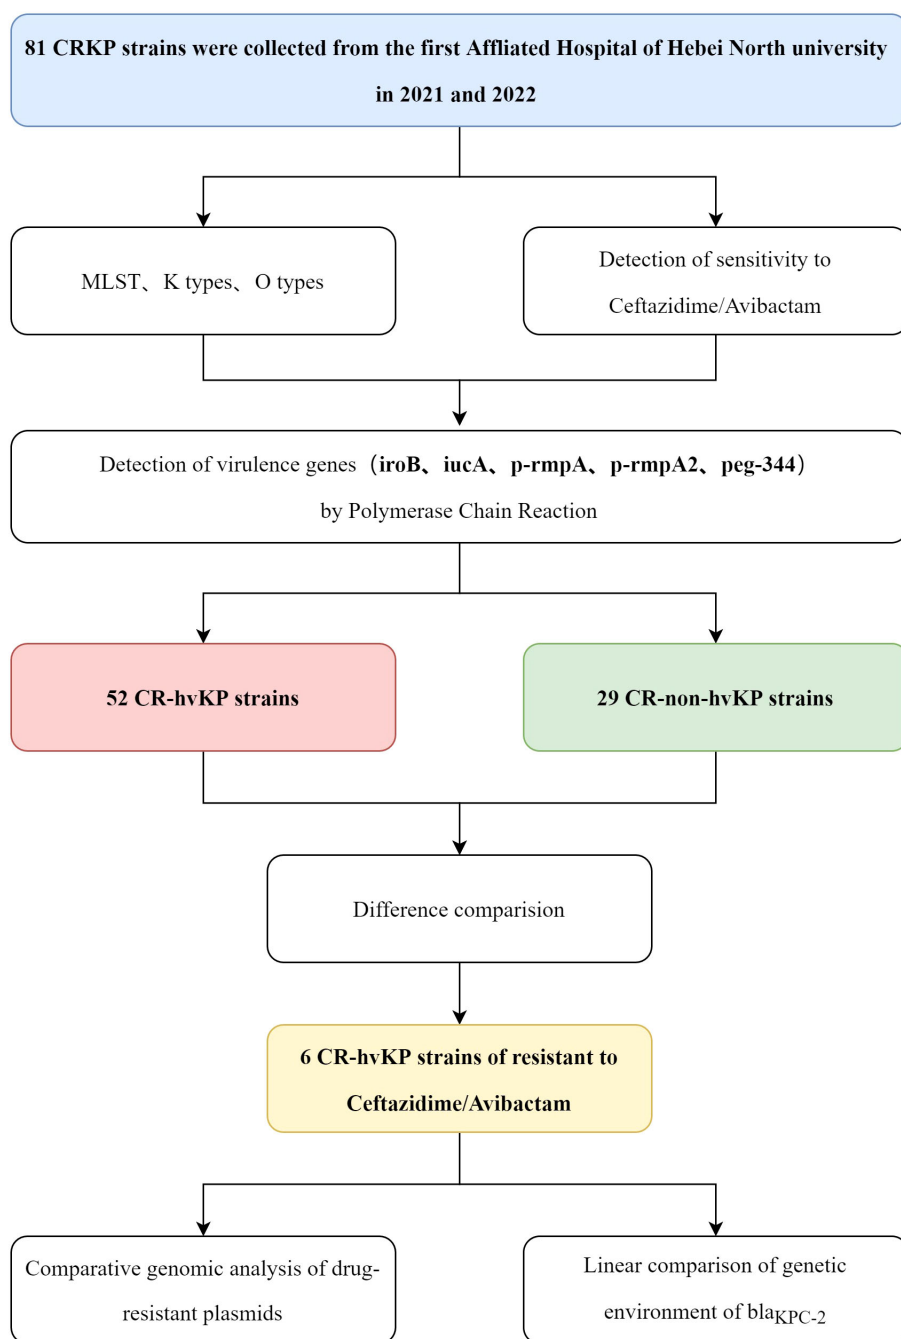 81 CRKP strains were collected from the first Affliated Hospital of Hebei North university
in 2021 and 2022
MLST、K types、O types
Detection of sensitivity to
Ceftazidime/Avibactam
Detection of virulence genes（iroB、iucA、p-rmpA、p-rmpA2、peg-344）
by Polymerase Chain Reaction
52 CR-hvKP strains
29 CR-non-hvKP strains
Difference comparision
6 CR-hvKP strains of resistant to
Ceftazidime/Avibactam
Comparative genomic analysis of drug-
resistant plasmids
Linear comparison of genetic
environment of blaKPC-2